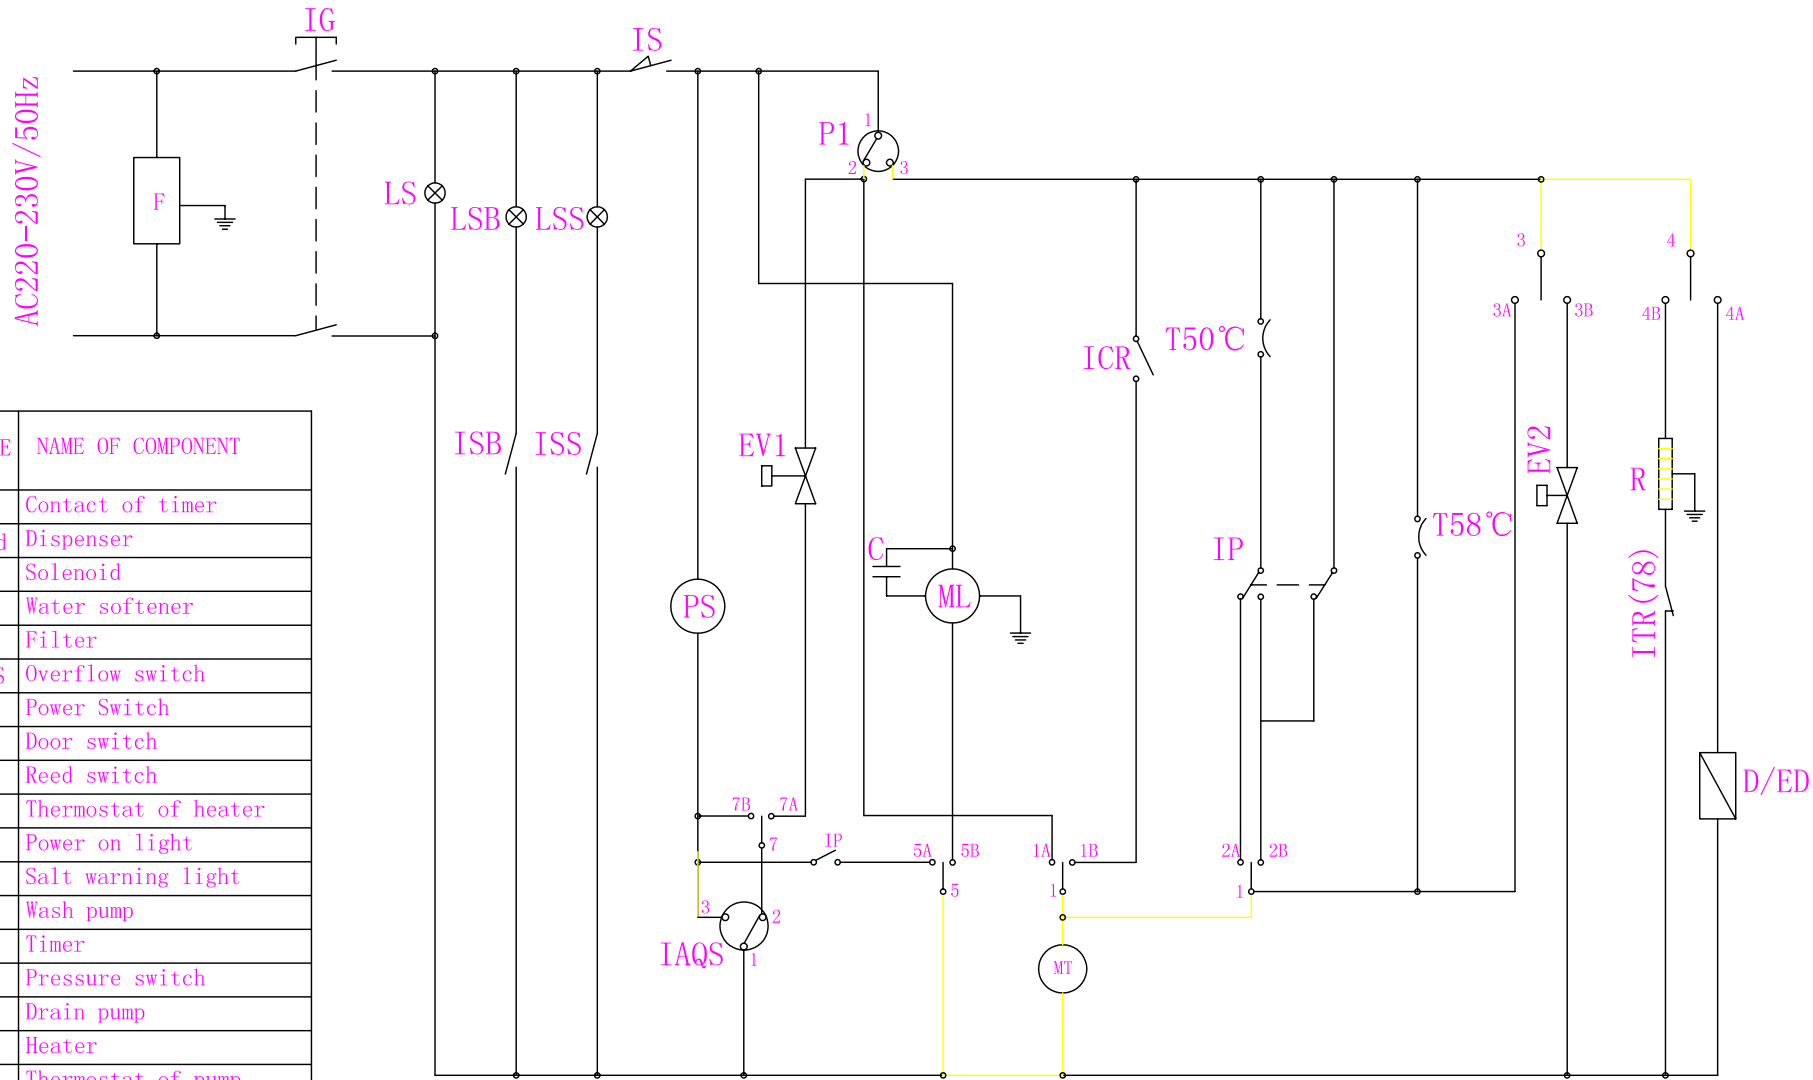 IG
IS
AC220-230V/50Hz
P1
1
2
3
F
LS
LSB
LSS
3
4
3A
3B
4B
4A
ICR
T50℃
ISB
ISS
EV1
EV2
R
T58℃
C
IP
ML
PS
ITR(78)
D/ED
7B
7A
7
IP
5A
5B
5
1A
1B
1
2A
2B
1
3
2
1
IAQS
MT
E
NAME OF COMPONENT
Contact of timer
d
Dispenser
Solenoid
Water softener
Filter
S
Overflow switch
Power Switch
Door switch
Reed switch
Thermostat of heater
Power on light
Salt warning light
Wash pump
Timer
Pressure switch
Drain pump
Heater
Thermostat of pump